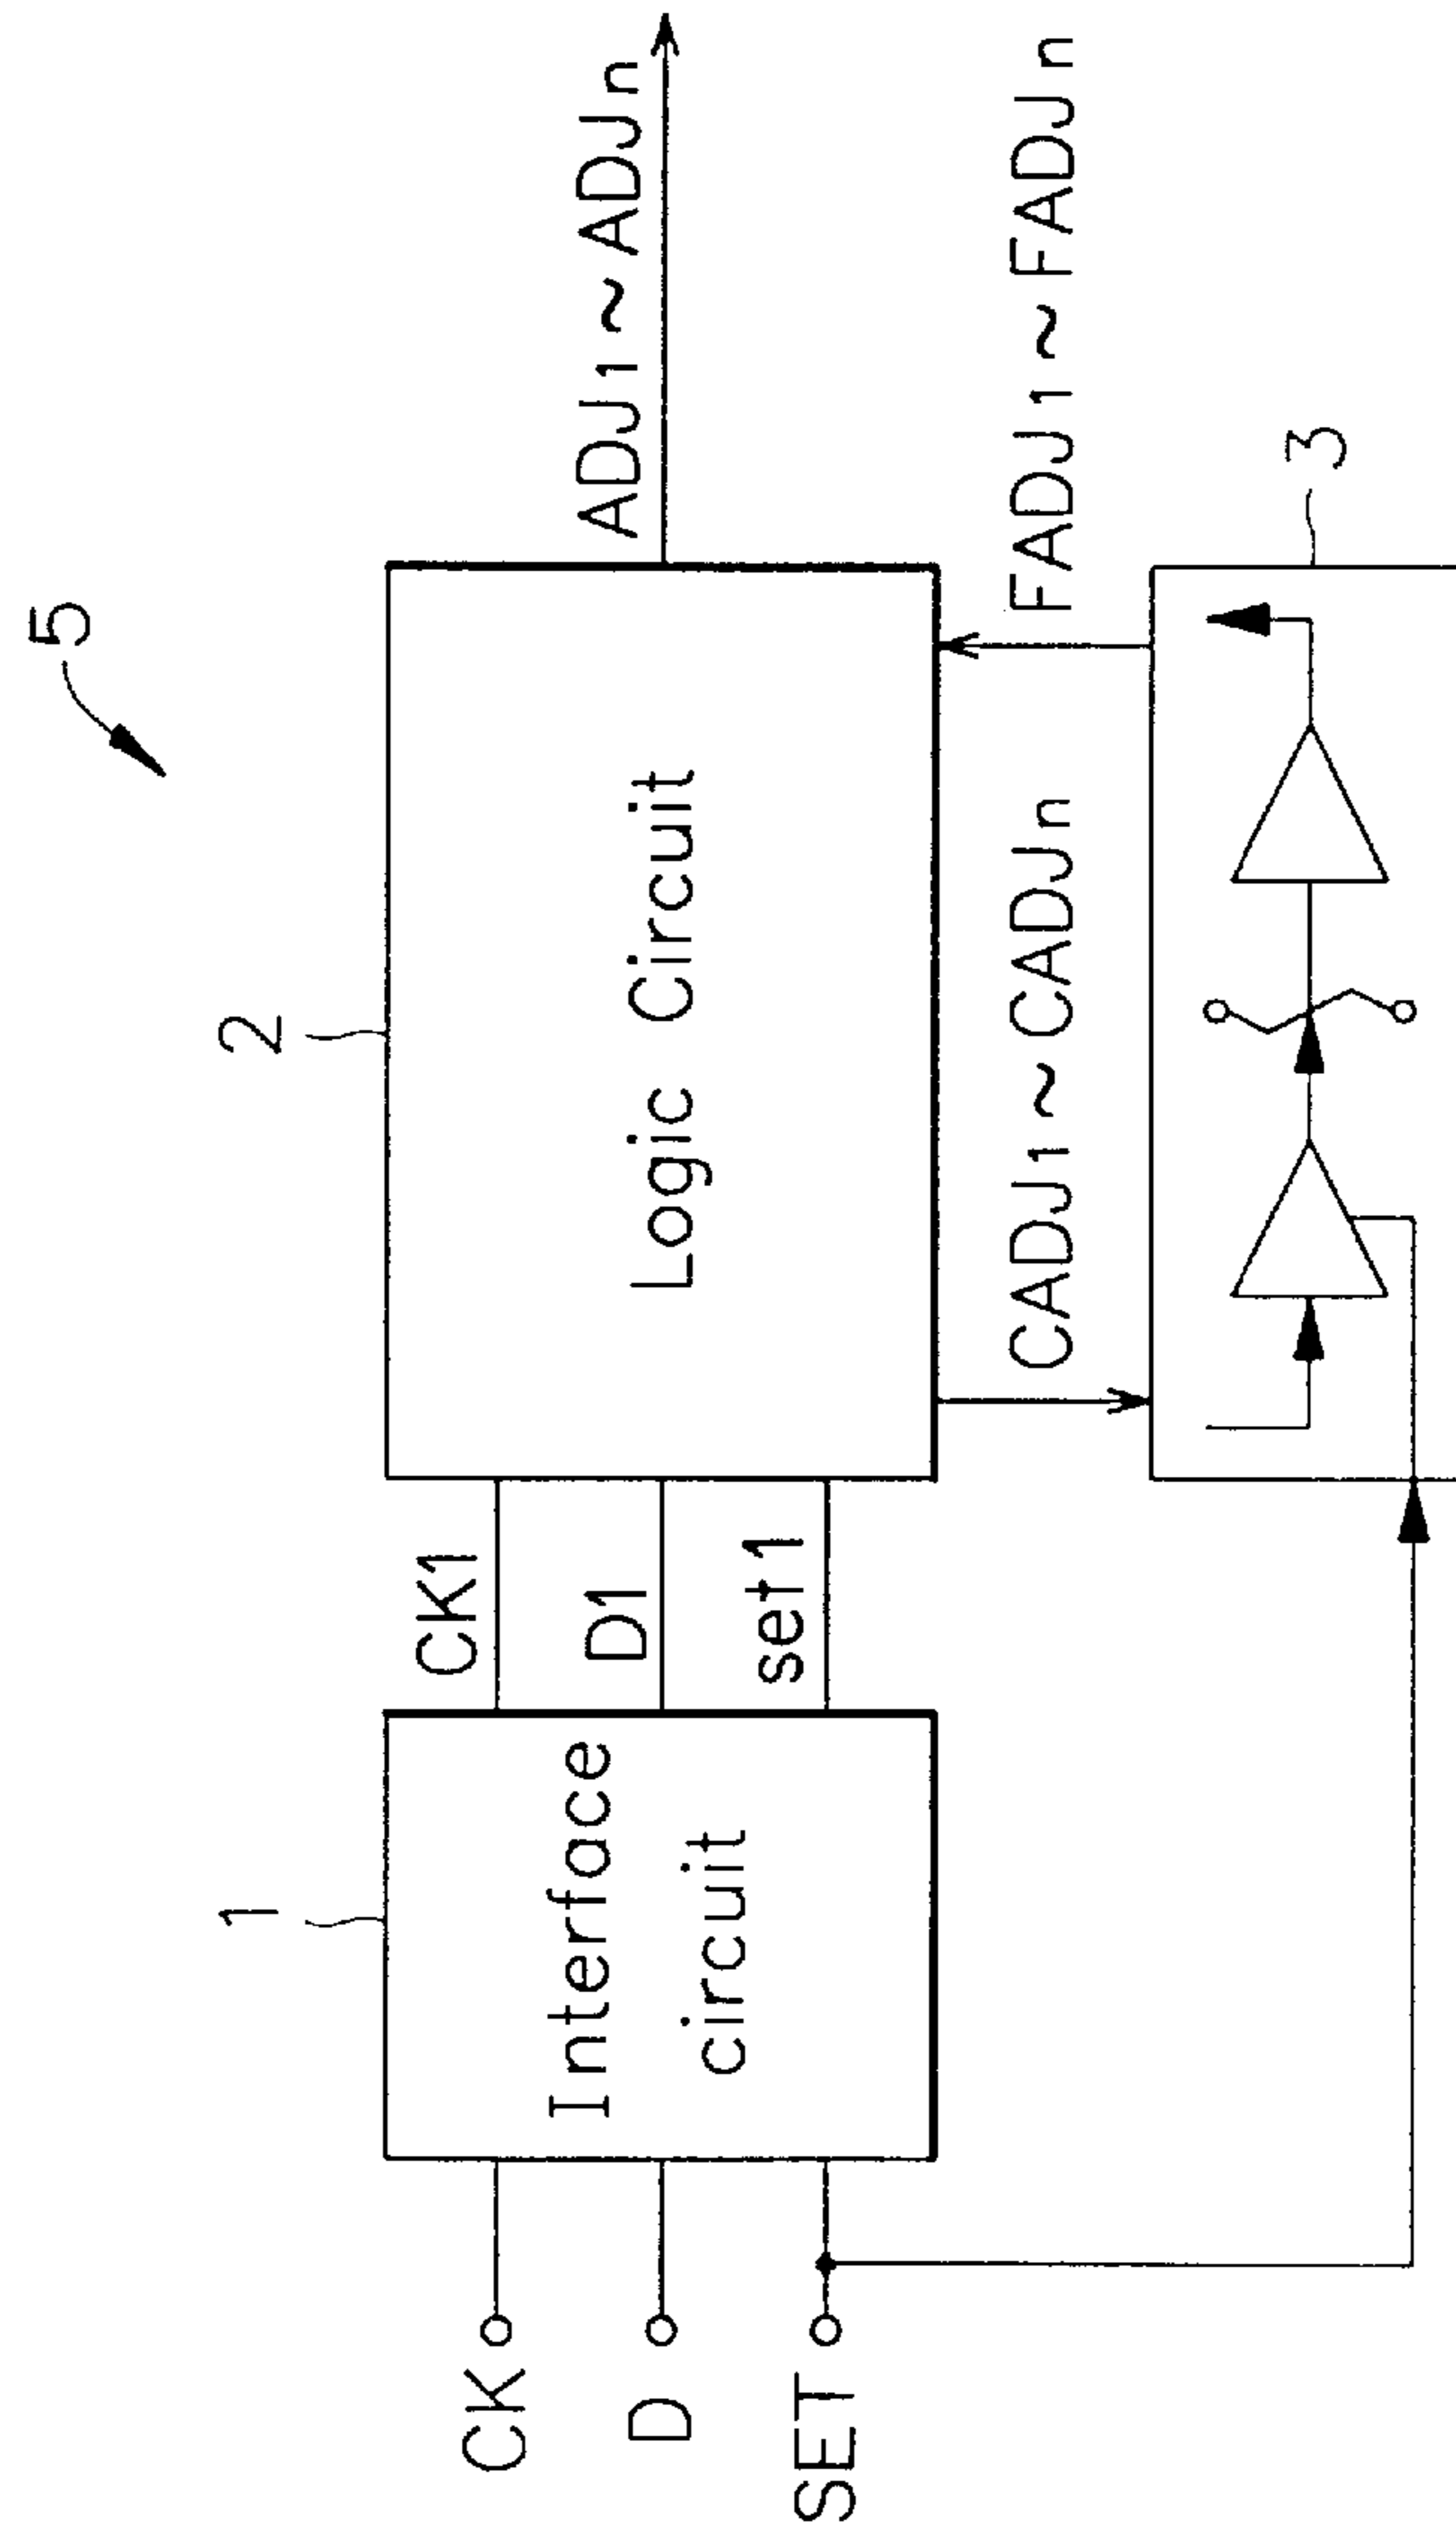 5
1
2
Interface
circuit
Logic Circuit
CK
D
SET
CK1
D1
set1
ADJ1~ADJn
CADJ1~CADJn
FADJ1~FADJn
3